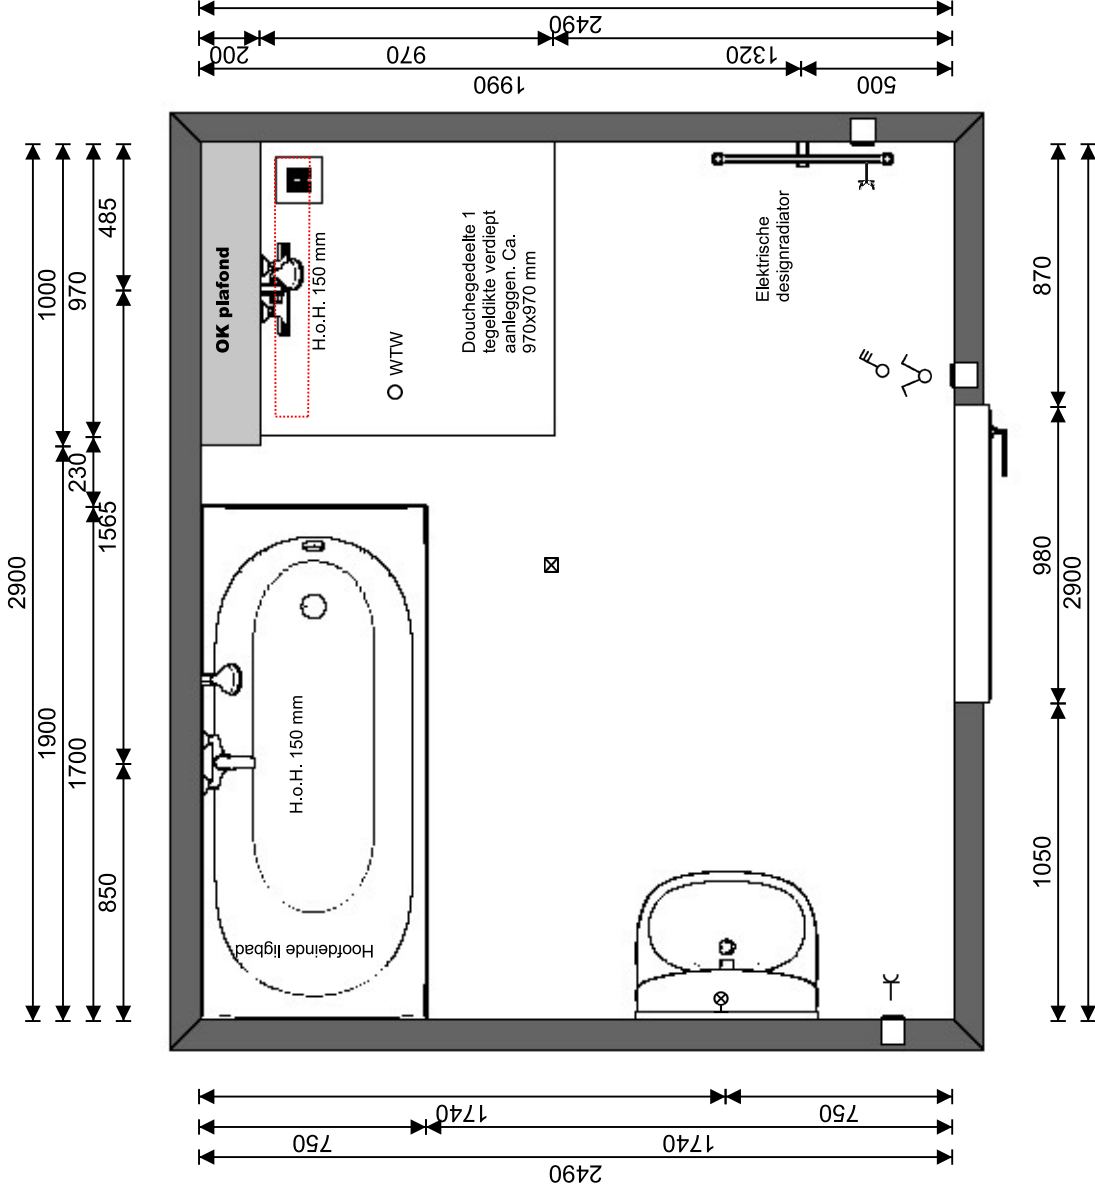 2490
200
970
1320
1990
500
2900
1000
1900
970
230
1700
485
1565
850
OK plafond
H.o.H. 150 mm
WTW
Douchegedeelte 1
tegeldikte verdiept
aanleggen. Ca.
970x970 mm
Elektrische
designradiator
H.o.H. 150 mm
Hoofdeinde ligbad
870
980
1050
2900
1740
750
750
1740
2490